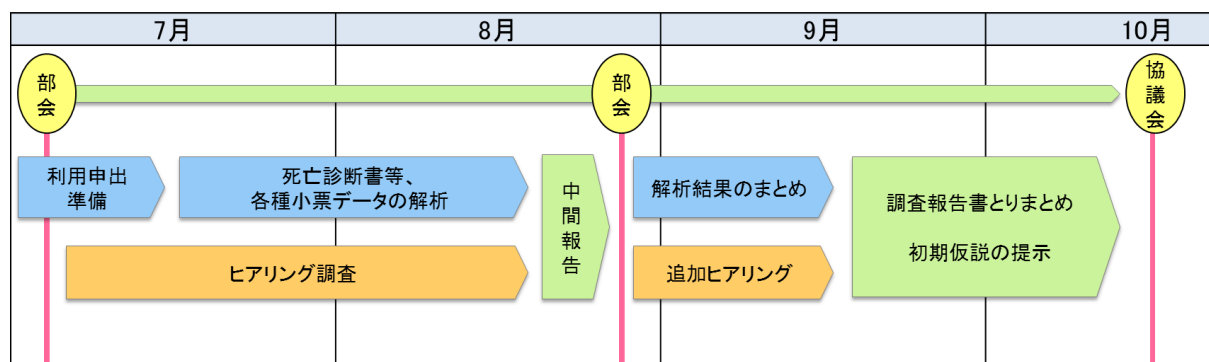 7月
8月
9月
10月
部会
部会
協議会
利用申出
準備
死亡診断書等、
各種小票データの解析
中間報告
解析結果のまとめ
調査報告書とりまとめ
初期仮説の提示
ヒアリング調査
追加ヒアリング